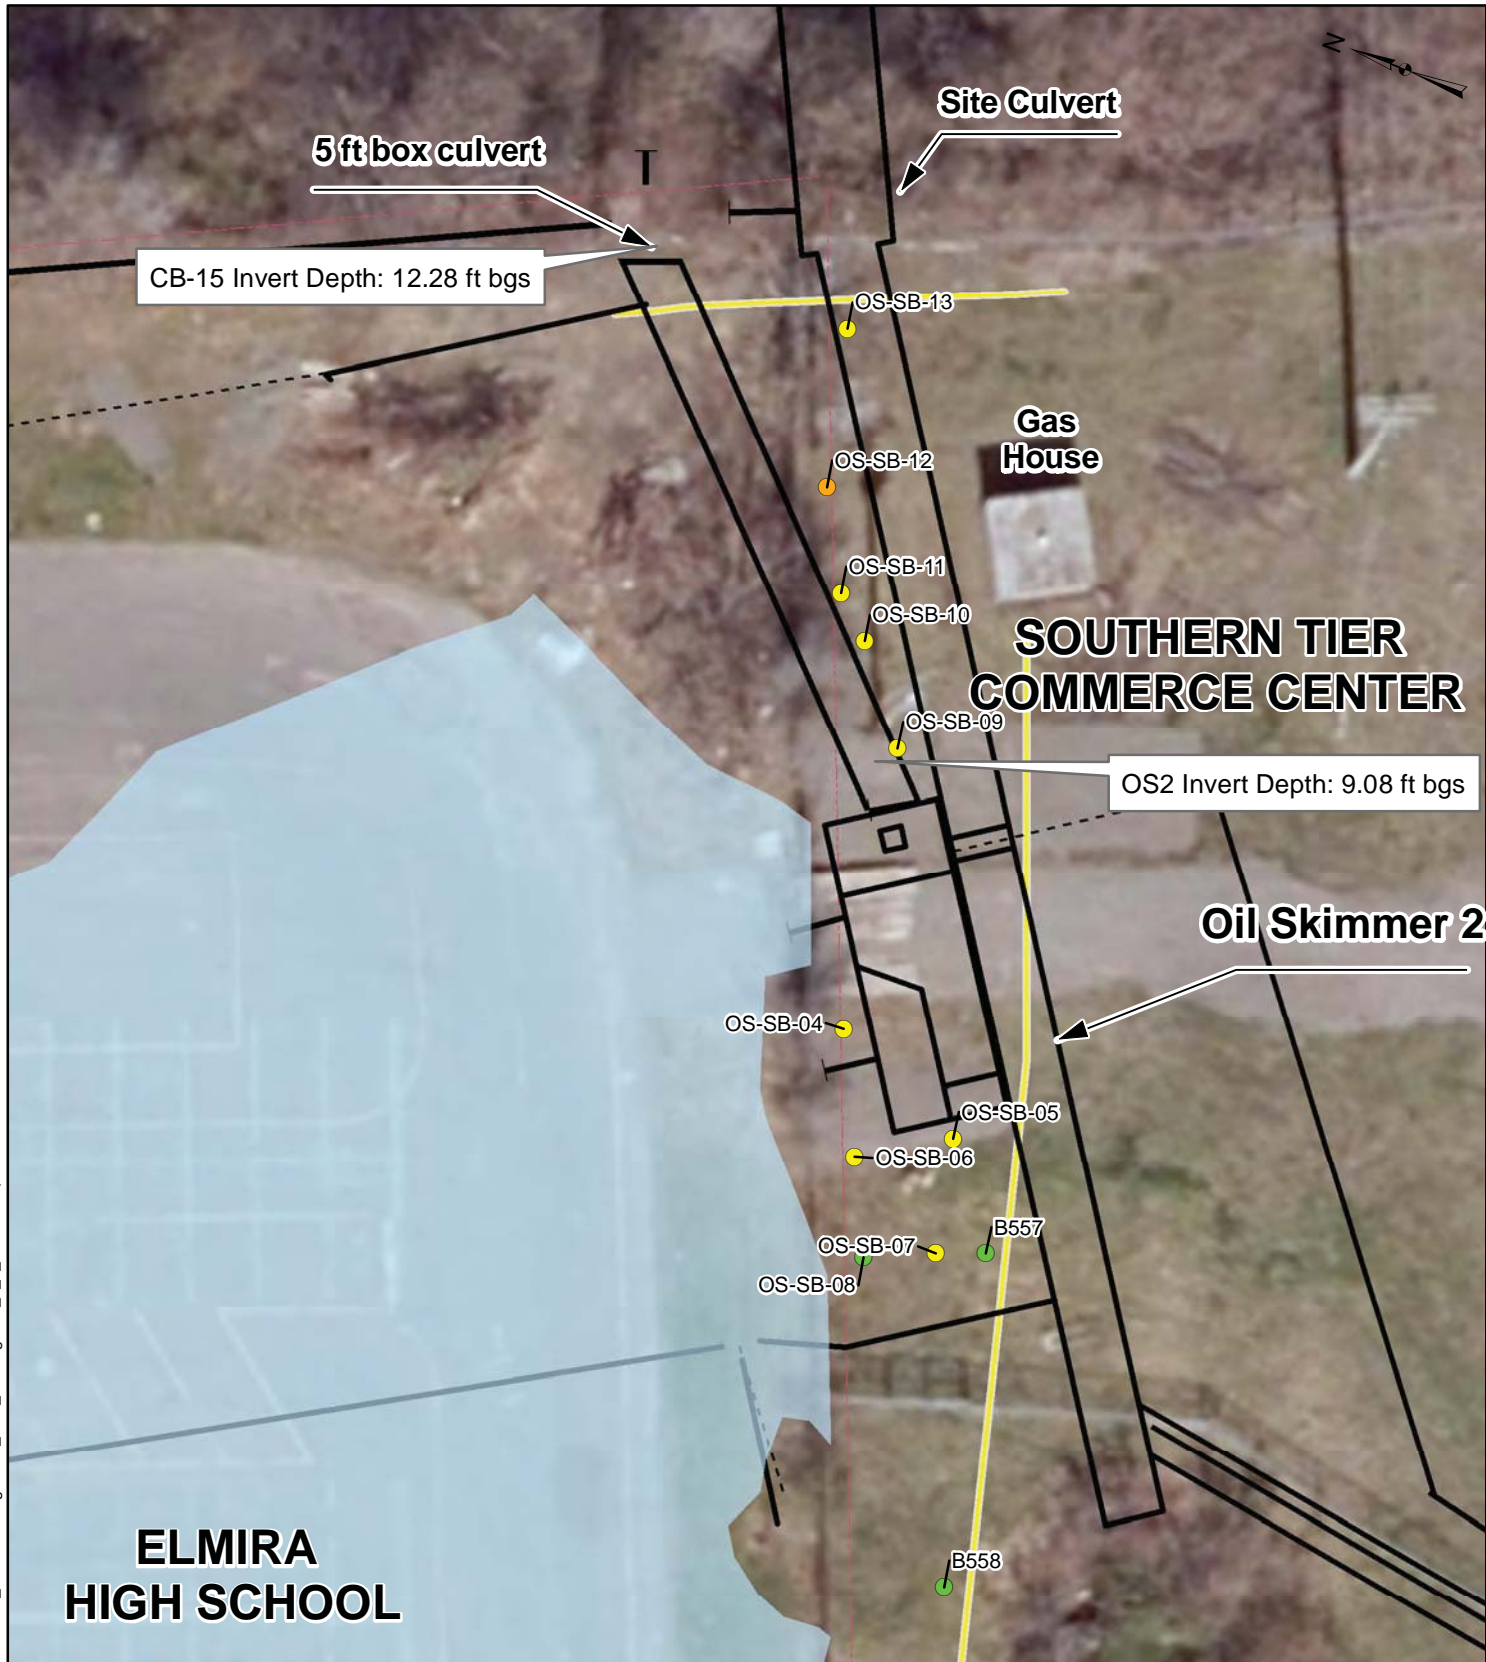 N
Site Culvert
5 ft box culvert
T
CB-15 Invert Depth: 12.28 ft bgs
OS-SB-13
Gas
House
OS-SB-12
OS-SB-11
OS-SB-10
SOUTHERN TIER
COMMERCE CENTER
OS-SB-09
OS2 Invert Depth: 9.08 ft bgs
Oil Skimmer 2
OS-SB-04
OS-SB-05
OS-SB-06
B557
OS-SB-07
OS-SB-08
ELMIRA
HIGH SCHOOL
B558